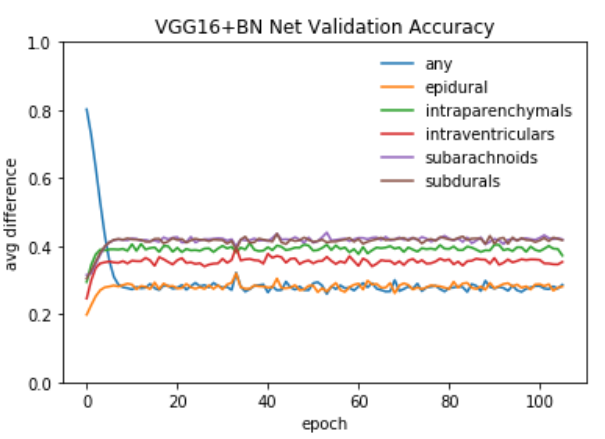 VGG16+BN Net Validation Accuracy
1.0
0.8
0.6
0.4
0.2
0.0
avg difference
any
epidural
intraparenchymals
intraventriculars
subarachnoids
subdurals
0 20 40 60 80 100
epoch